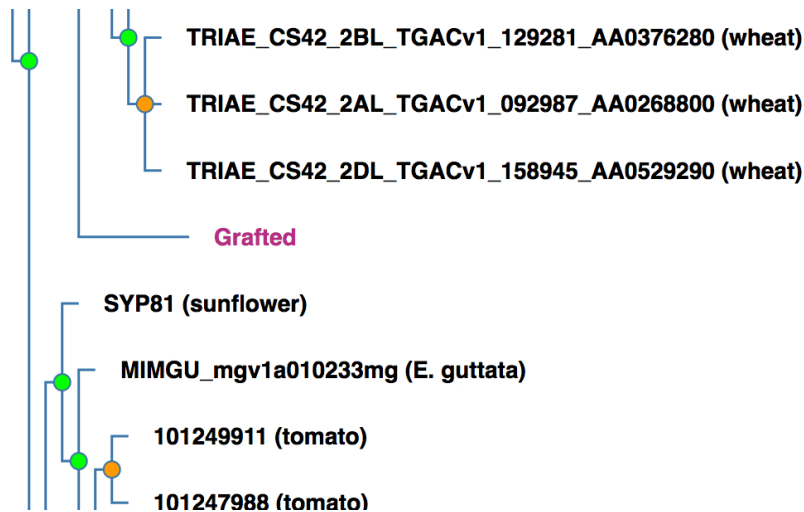 TRIAE_CS42_2BL_TGACv1_129281_AA0376280 (wheat)
TRIAE_CS42_2AL_TGACv1_092987_AA0268800 (wheat)
TRIAE_CS42_2DL_TGACv1_158945_AA0529290 (wheat)
Grafted
SYP81 (sunflower)
MIMGU_mgv1a010233mg (E. guttata)
101249911 (tomato)
101247988 (tomato)